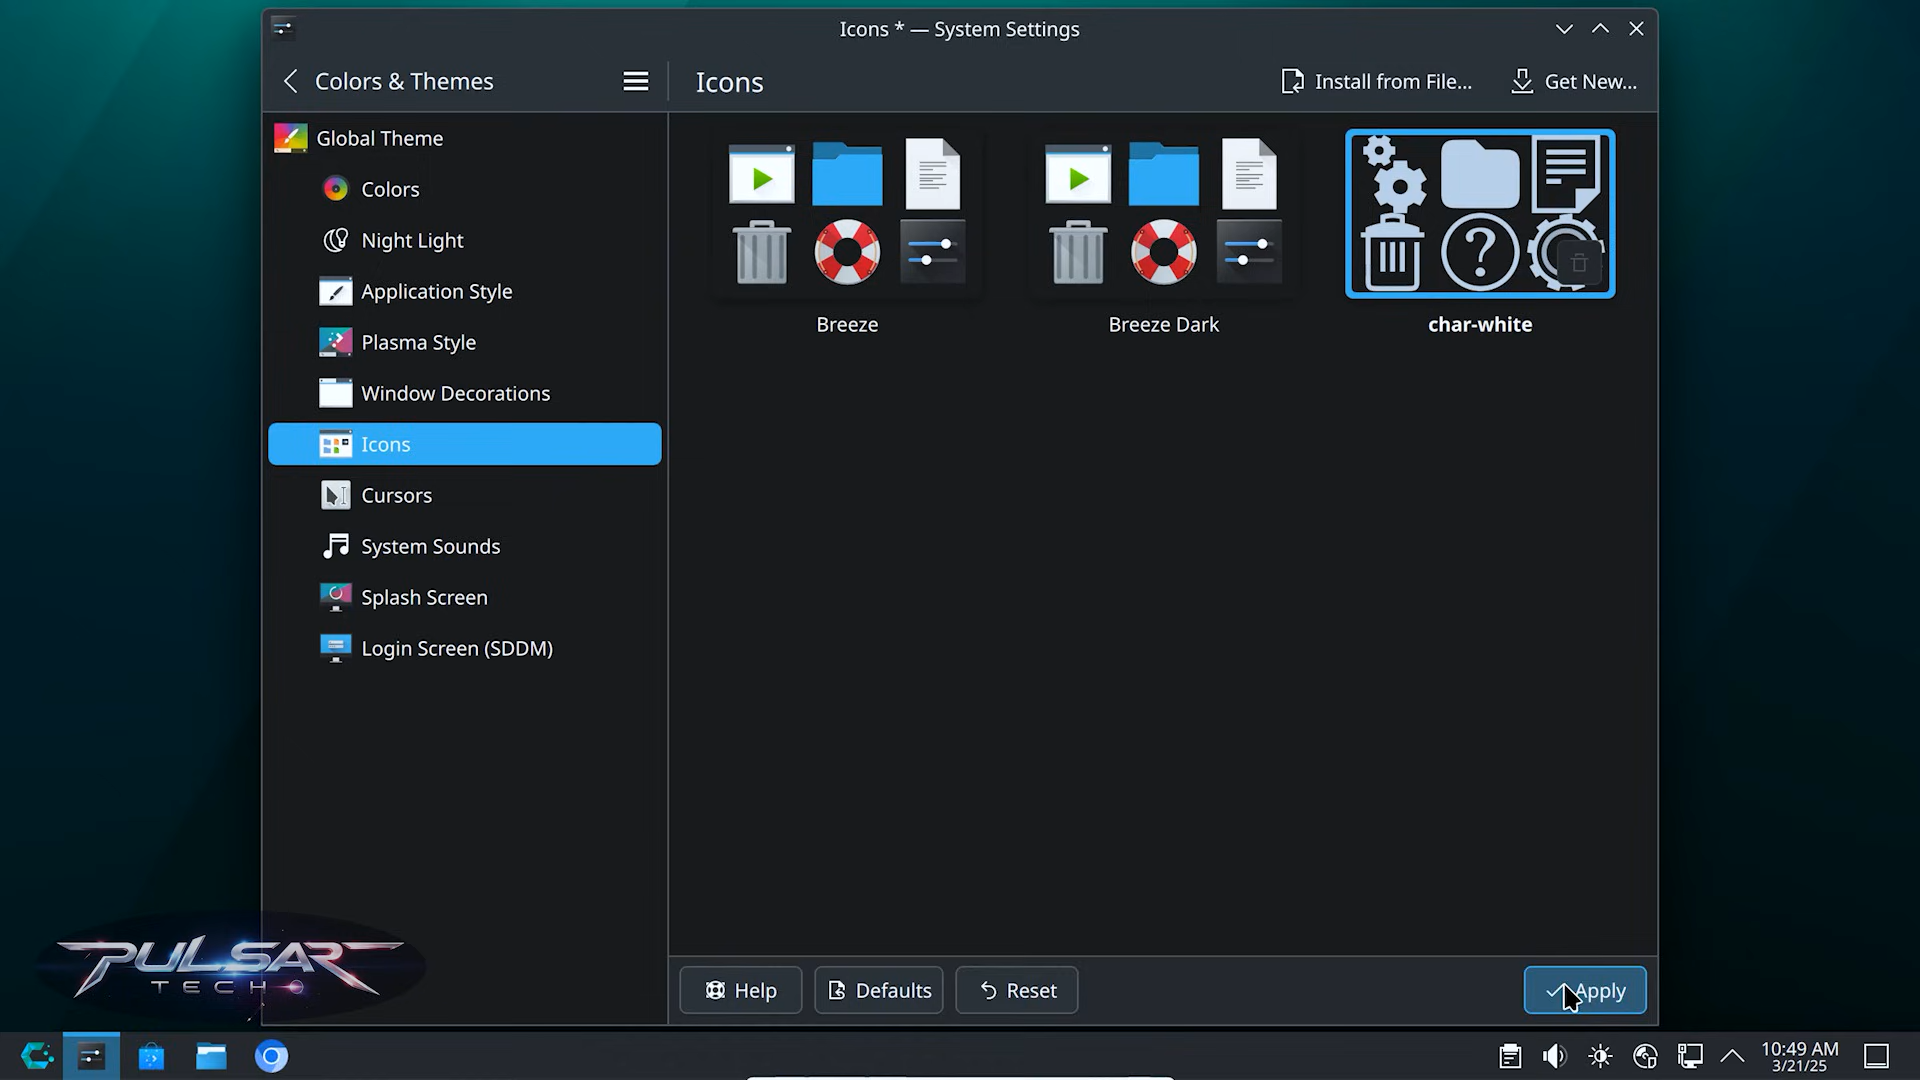 Icons * — System Settings
Colors & Themes
Icons
Install from File...
Get New...
Global Theme
Colors
Night Light
Application Style
Plasma Style
Window Decorations
Icons
Cursors
System Sounds
Splash Screen
Login Screen (SDDM)
Breeze
Breeze Dark
char-white
PULSAR
TECH
Help
Defaults
Reset
Apply
10:49 AM
3/21/25